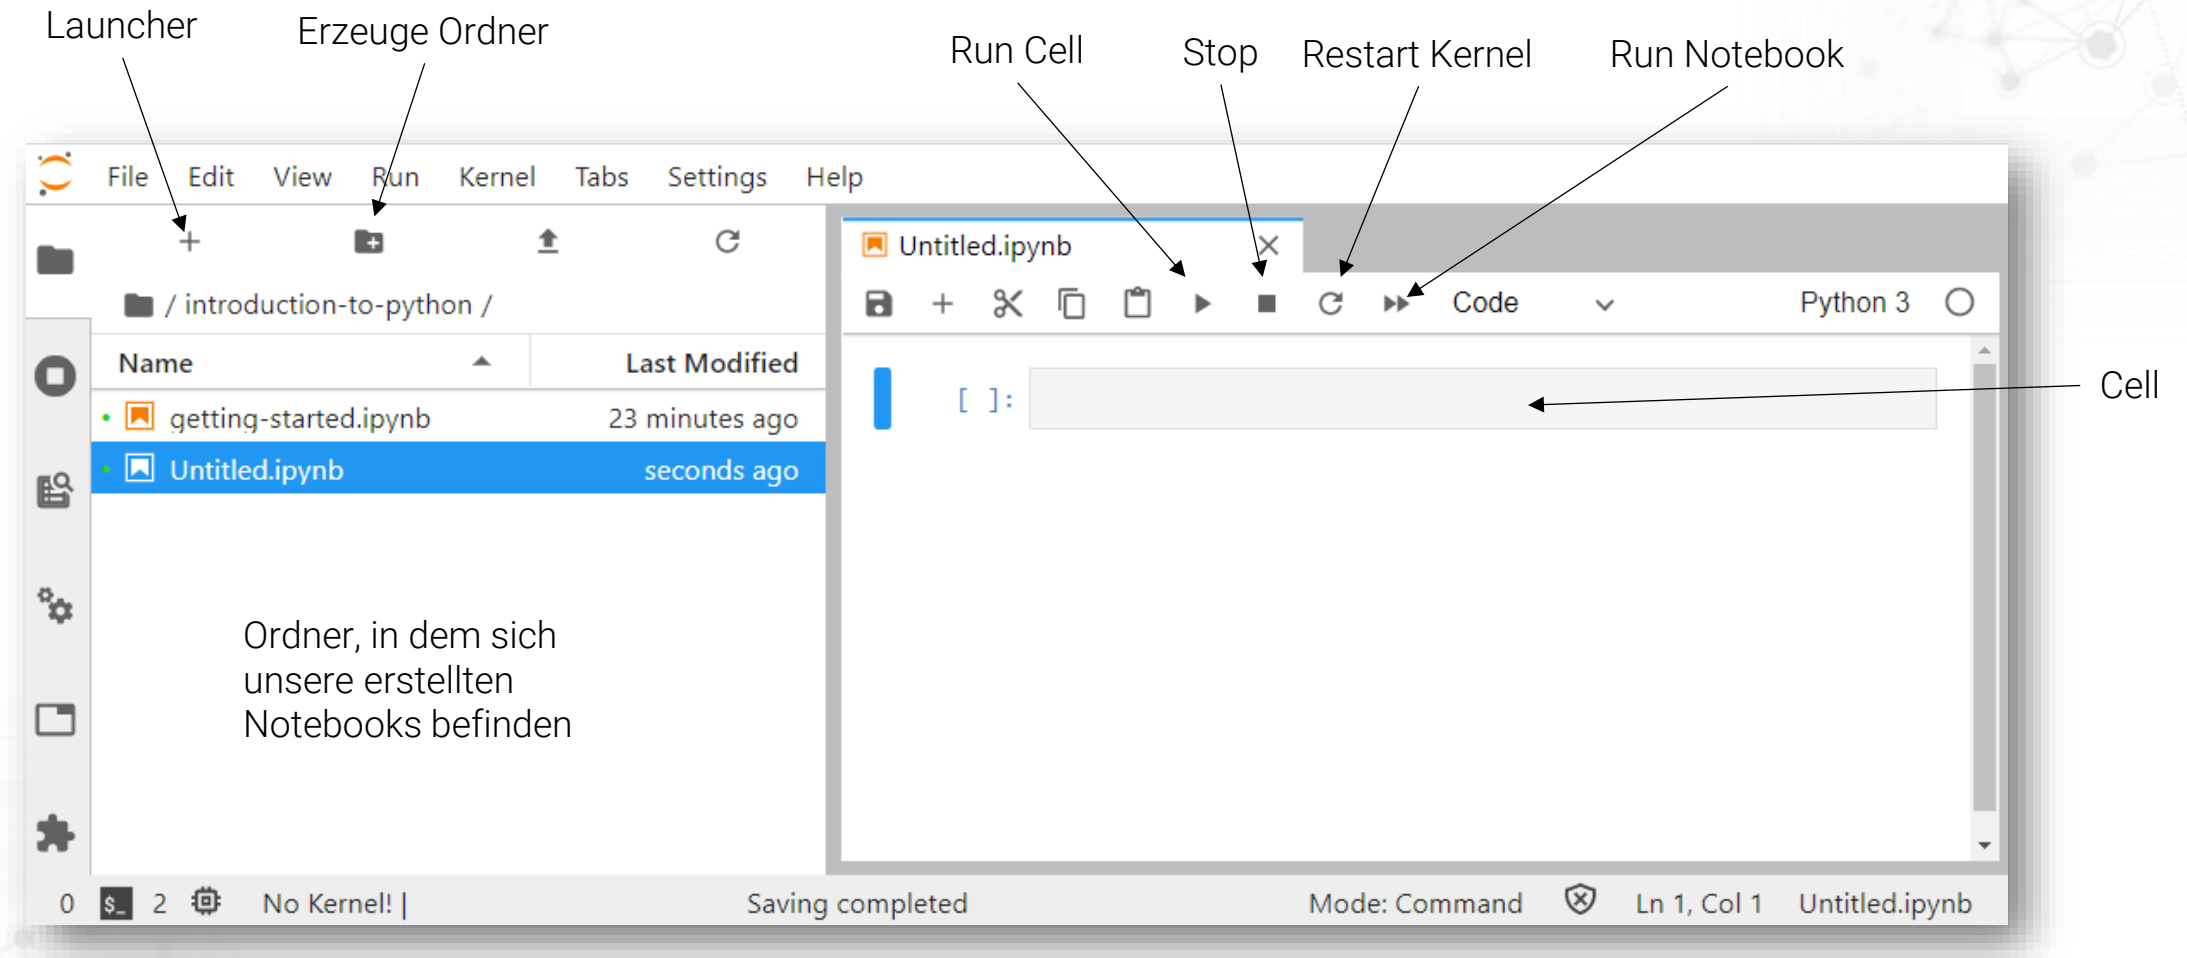 Launcher
Erzeuge Ordner
Run Cell
Stop
Restart Kernel
Run Notebook
File Edit View Run Kernel Tabs Settings Help
Untitled.ipynb
/ introduction-to-python /
Code
Python 3
Name
Last Modified
getting-started.ipynb 23 minutes ago
Untitled.ipynb seconds ago
[ ]:
Cell
Ordner, in dem sich
unsere erstellten
Notebooks befinden
0 $_ 2 No Kernel! | Saving completed Mode: Command Ln 1, Col 1 Untitled.ipynb